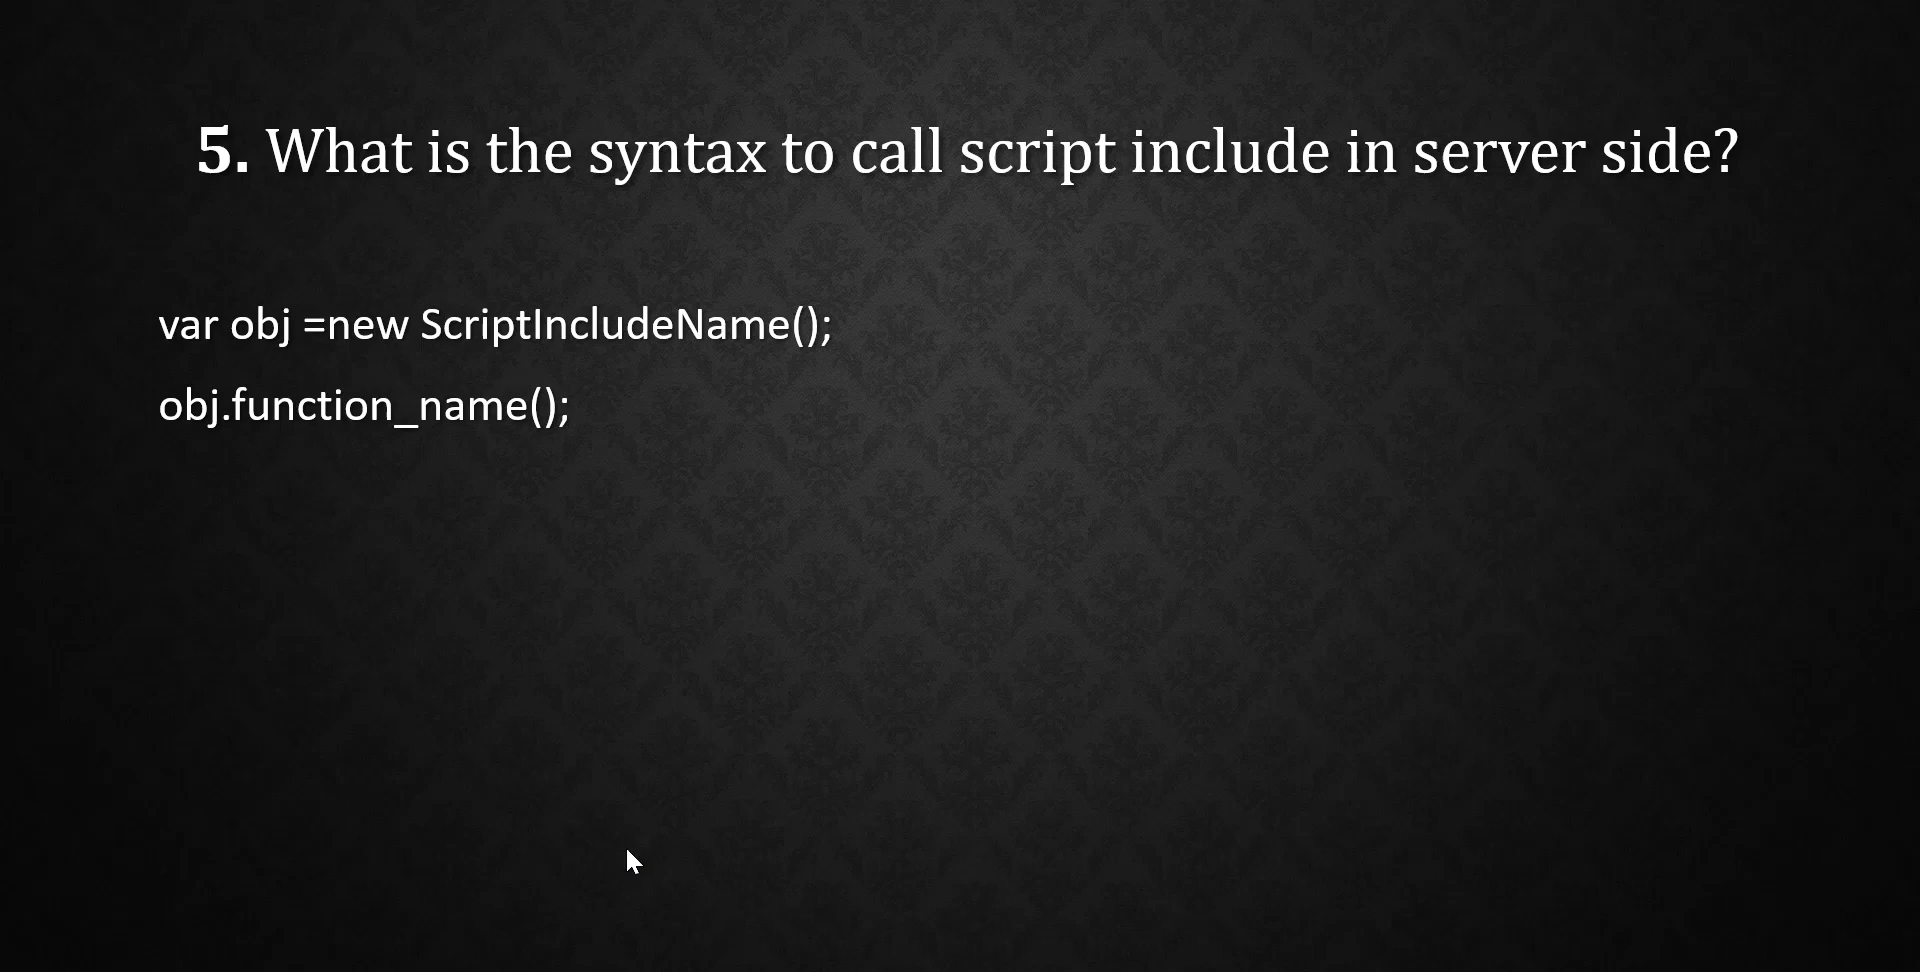 5. What is the syntax to call script include in server side?
var obj =new ScriptIncludeName();
obj.function_name();